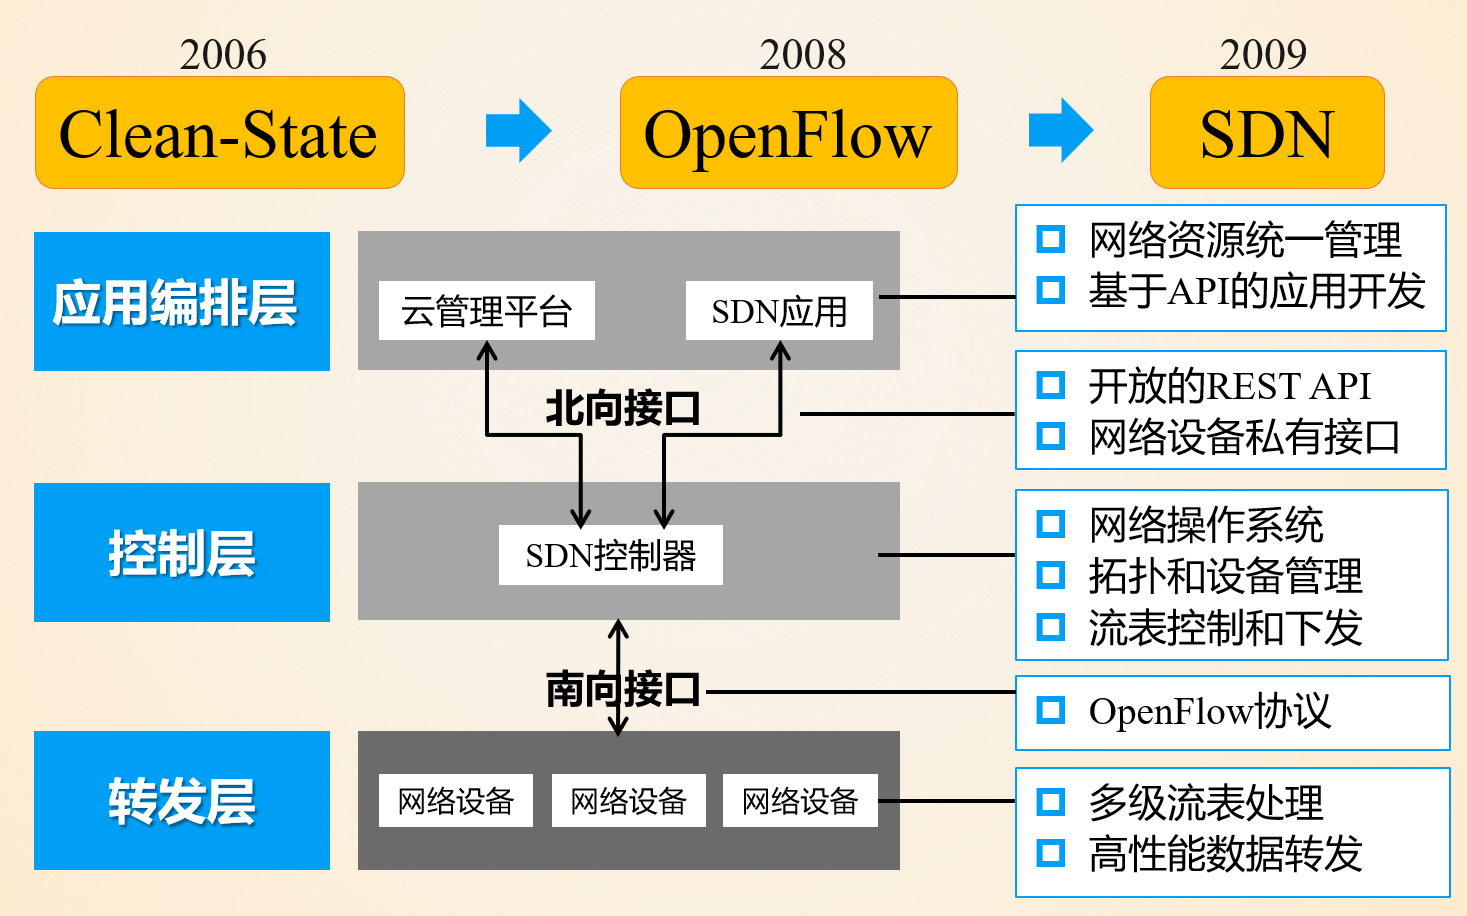 2006
2008
2009
Clean-State
OpenFlow
SDN
应用编排层
云管理平台
SDN应用
网络资源统一管理
基于API的应用开发
北向接口
开放的REST API
网络设备私有接口
控制层
SDN控制器
网络操作系统
拓扑和设备管理
流表控制和下发
南向接口
OpenFlow协议
转发层
网络设备
网络设备
网络设备
多级流表处理
高性能数据转发